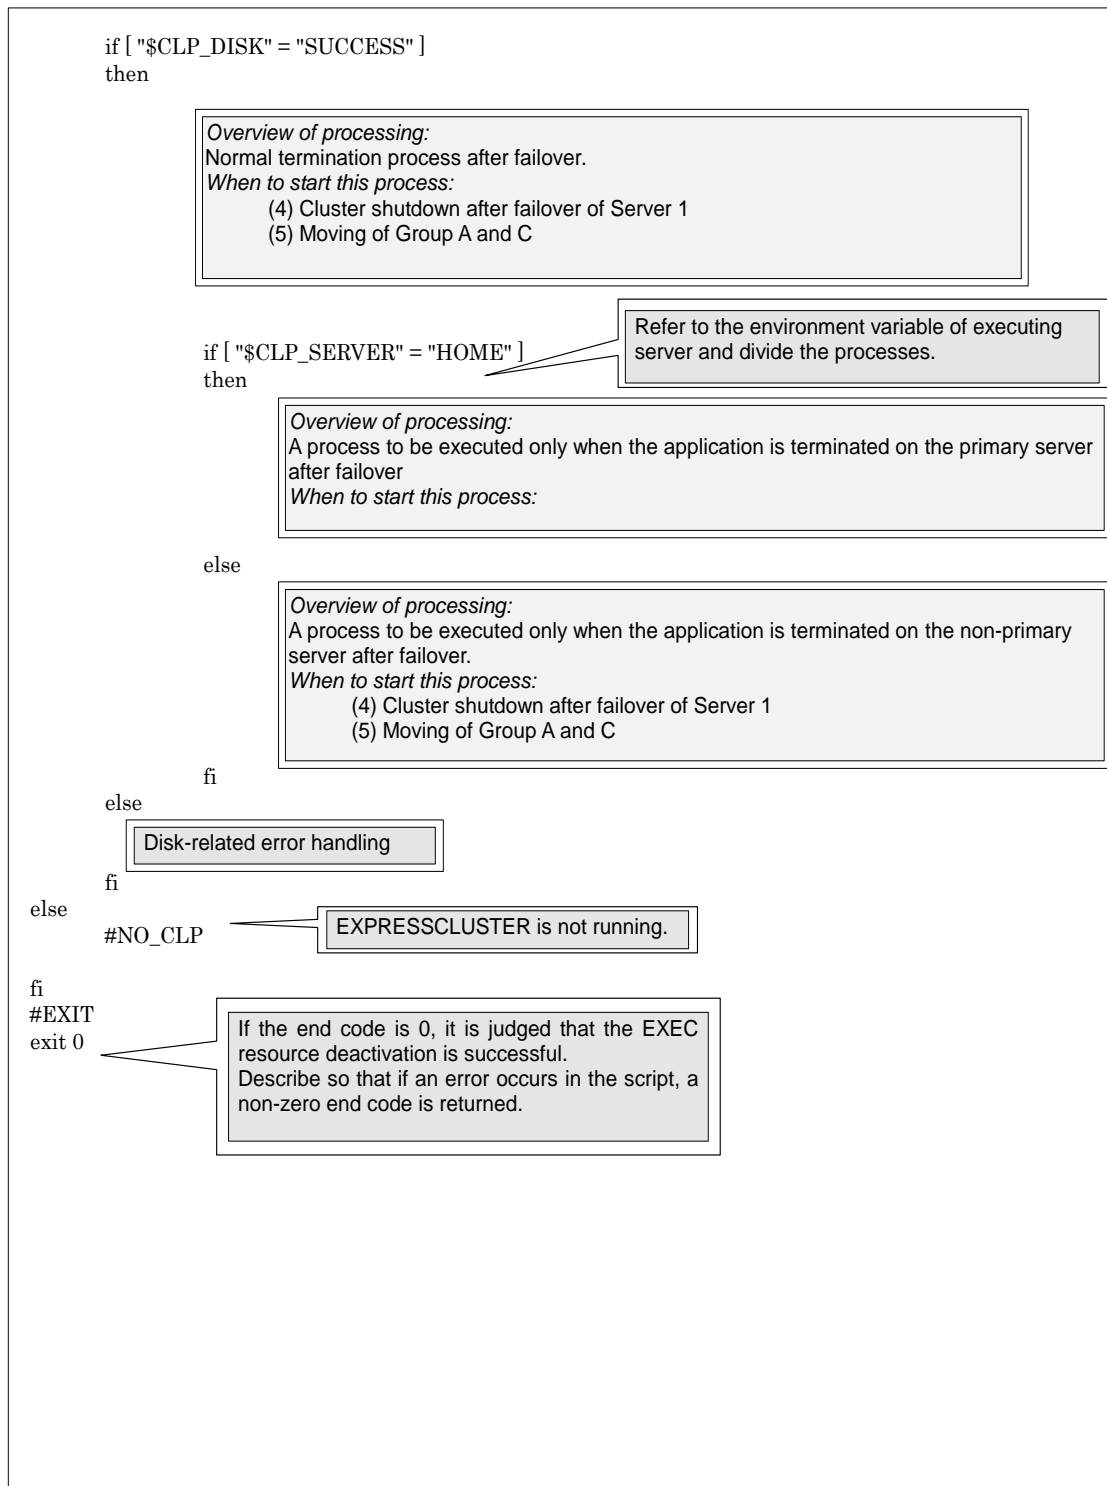 if [ "$CLP_DISK" = "SUCCESS" ]
then
Overview of processing:
Normal termination process after failover.
When to start this process:
(4) Cluster shutdown after failover of Server 1
(5) Moving of Group A and C
Refer to the environment variable of executing
server and divide the processes.
if [ "$CLP_SERVER" = "HOME" ]
then
Overview of processing:
A process to be executed only when the application is terminated on the primary server
after failover
When to start this process:
else
Overview of processing:
A process to be executed only when the application is terminated on the non-primary
server after failover.
When to start this process:
(4) Cluster shutdown after failover of Server 1
(5) Moving of Group A and C
fi
else
Disk-related error handling
fi
else
#NO_CLP
EXPRESSCLUSTER is not running.
fi
#EXIT
exit 0
If the end code is 0, it is judged that the EXEC
resource deactivation is successful.
Describe so that if an error occurs in the script, a
non-zero end code is returned.